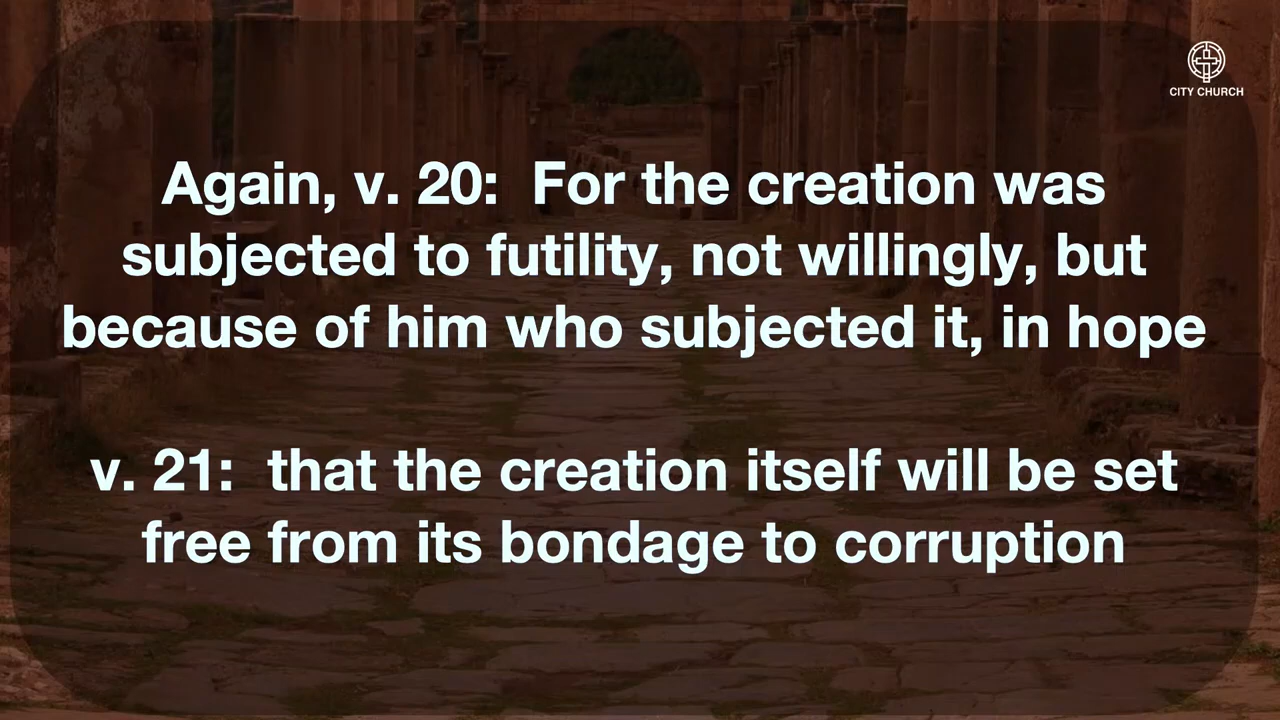 CITY CHURCH
Again, v. 20:  For the creation was
subjected to futility, not willingly, but
because of him who subjected it, in hope
v. 21:  that the creation itself will be set
free from its bondage to corruption